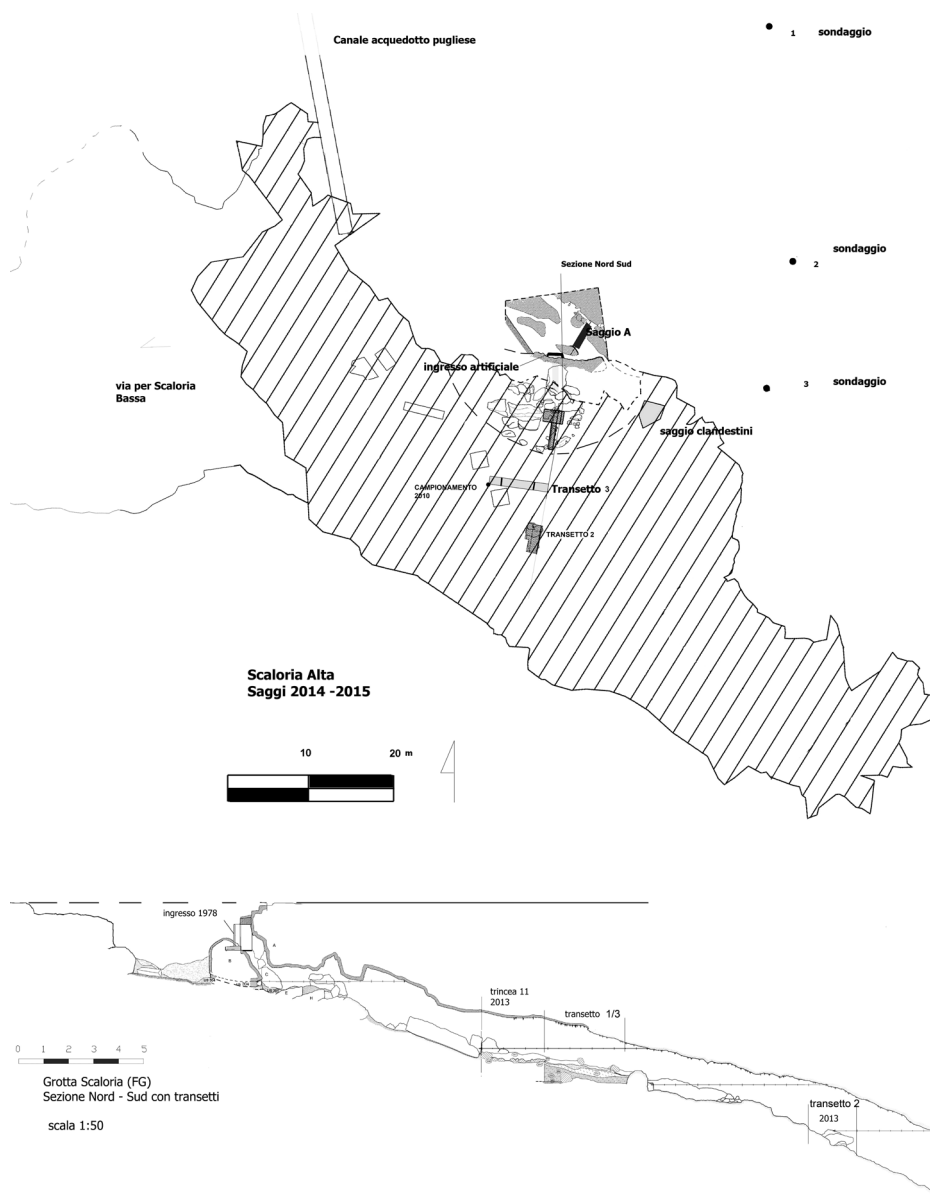 Canale acquedotto pugliese
1 sondaggio
sondaggio
2
Sezione Nord Sud
Saggio A
ingresso artificiale
3 sondaggio
via per Scaloria
Bassa
saggio clandestini
CAMPIONAMENTO
2010
Transetto 3
TRANSETTO 2
Scaloria Alta
Saggi 2014 -2015
10 20 m
ingresso 1978
A
B
C
E
H
trincea 11
2013
transetto 1/3
0 1 2 3 4 5
Grotta Scaloria (FG)
Sezione Nord - Sud con transetti
scala 1:50
transetto 2
2013